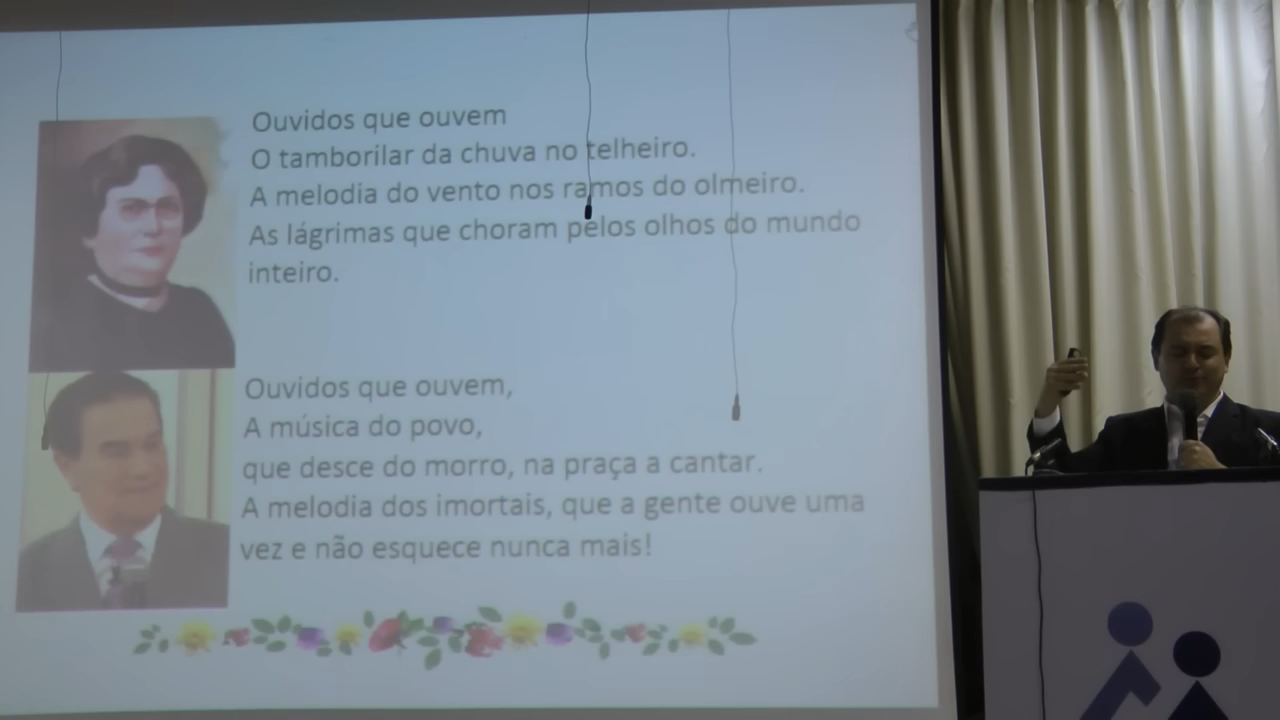 Ouvidos que ouvem
O tamborilar da chuva no telheiro.
A melodia do vento nos ramos do olmeiro.
As lágrimas que choram pelos olhos do mundo
inteiro.
Ouvidos que ouvem,
A música do povo,
que desce do morro, na praça a cantar.
A melodia dos imortais, que a gente ouve uma
vez e não esquece nunca mais!